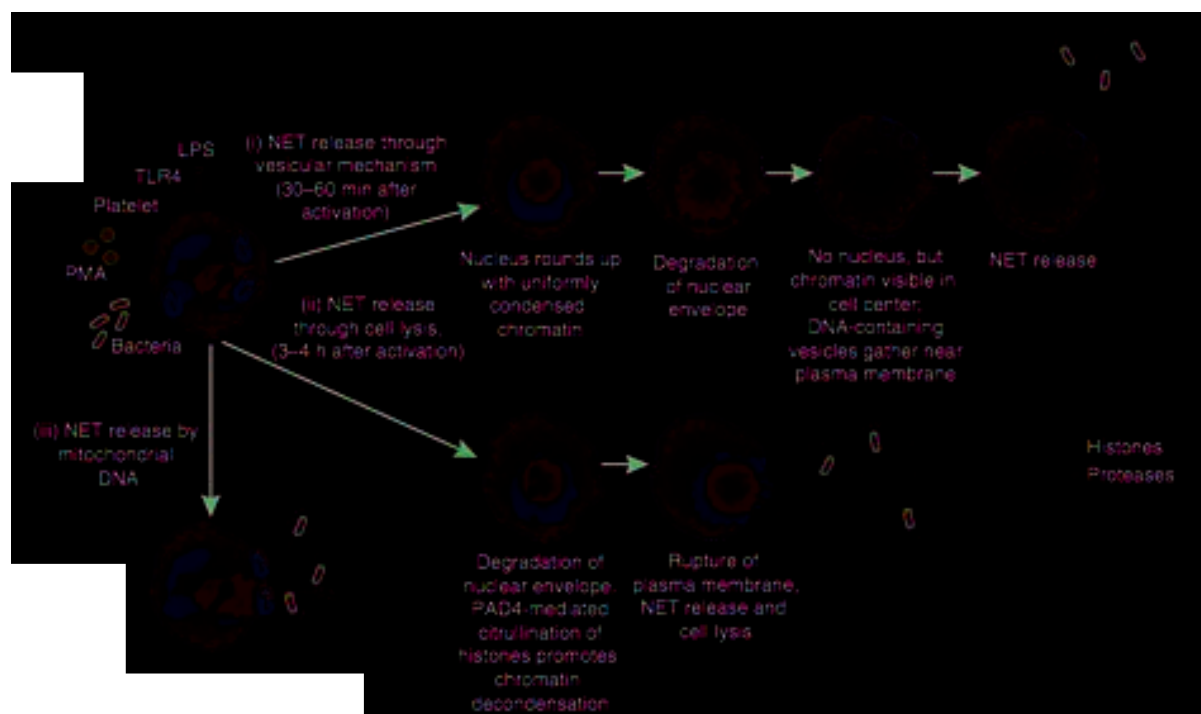 LPS
TLR4
Platelet
PMA
Bacteria
(i) NET release through
vesicular mechanism
(30–60 min after
activation)
Nucleus rounds up
with uniformly
condensed
chromatin
Degradation
of nuclear
envelope
No nucleus, but
chromatin visible in
cell center;
DNA-containing
vesicles gather near
plasma membrane
NET release
(ii) NET release
through cell lysis,
(3–4 h after activation)
(iii) NET release by
mitochondrial
DNA
Degradation of
nuclear envelope.
PAD4-mediated
citrullination of
histones promotes
chromatin
decondensation
Rupture of
plasma membrane,
NET release and
cell lysis
Histones
Proteases